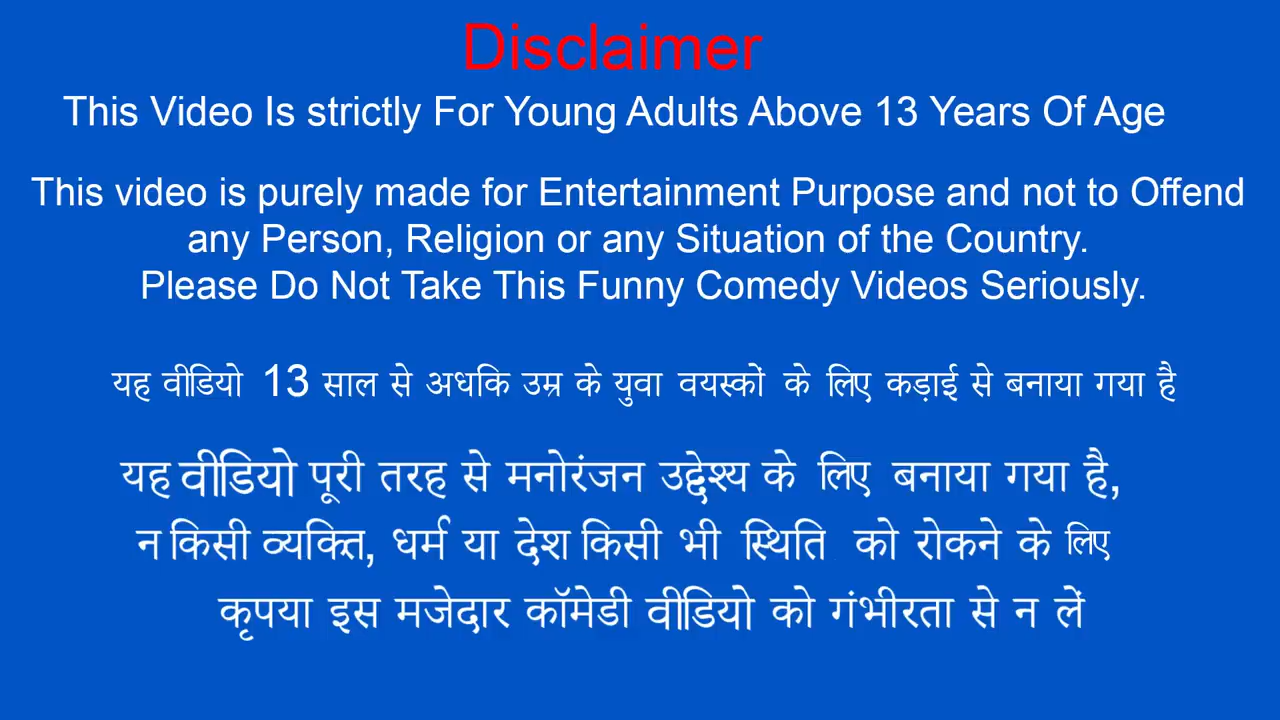 Disclaimer
This Video Is strictly For Young Adults Above 13 Years Of Age
This video is purely made for Entertainment Purpose and not to Offend
any Person, Religion or any Situation of the Country.
Please Do Not Take This Funny Comedy Videos Seriously.
यह वीडियो 13 साल से अधकि उम्र के युवा वयस्कों के लिए कड़ाई से बनाया गया है
यह वीडियो पूरी तरह से मनोरंजन उद्देश्य के लिए बनाया गया है,
न किसी व्यक्ति, धर्म या देश किसी भी स्थिति को रोकने के लिए
कृपया इस मजेदार कॉमेडी वीडियो को गंभीरता से न लें